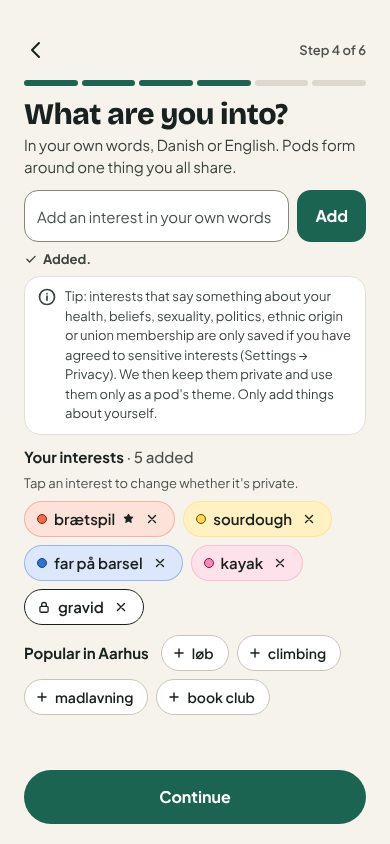 Step 4 of 6
What are you into?
In your own words, Danish or English. Pods form
around one thing you all share.
Add an interest in your own words
Add
Added.
Tip: interests that say something about your
health, beliefs, sexuality, politics, ethnic origin
or union membership are only saved if you have
agreed to sensitive interests (Settings →
Privacy). We then keep them private and use
them only as a pod's theme. Only add things
about yourself.
Your interests · 5 added
Tap an interest to change whether it's private.
brætspil ★ ×
sourdough ×
far på barsel ×
kayak ×
gravid ×
Popular in Aarhus
+ løb
+ climbing
+ madlavning
+ book club
Continue